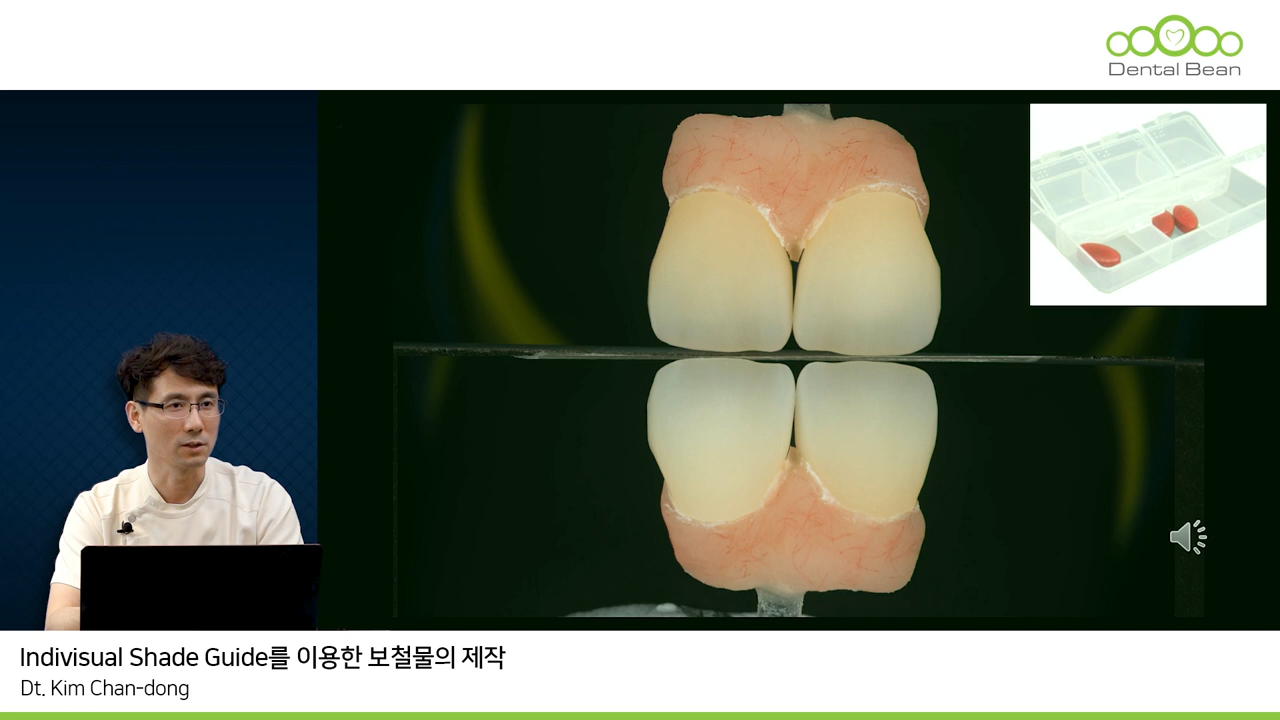 Dental Bean
Indivisual Shade Guide를 이용한 보철물의 제작
Dt. Kim Chan-dong